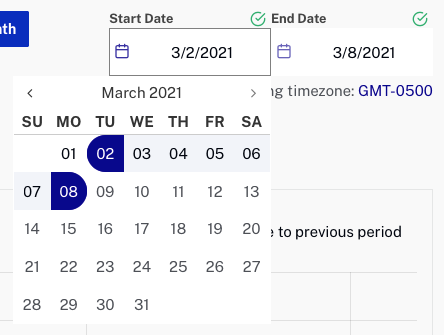 Start Date
End Date
3/2/2021
3/8/2021
March 2021
timezone: GMT-0500
SU MO TU WE TH FR SA
01 02 03 04 05 06
07 08 09 10 11 12 13
14 15 16 17 18 19 20
to previous period
21 22 23 24 25 26 27
28 29 30 31